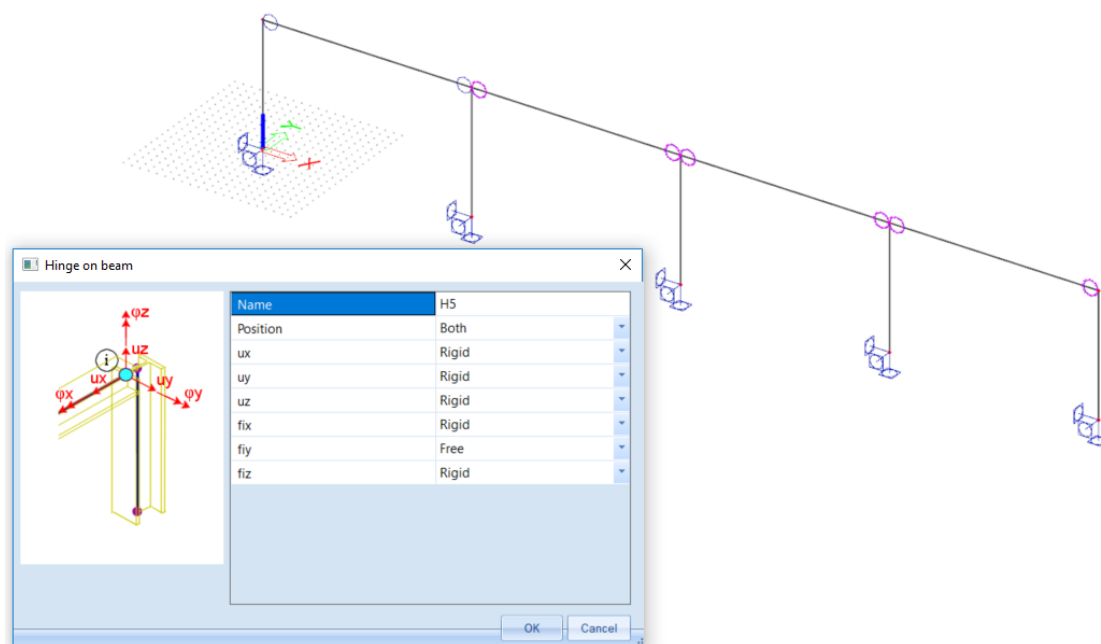 Y
X
Hinge on beam
Name H5
Position Both
ux Rigid
uy Rigid
uz Rigid
fix Rigid
fiy Free
fiz Rigid
φz
uz
i
ux
φx
uy
φy
OK Cancel